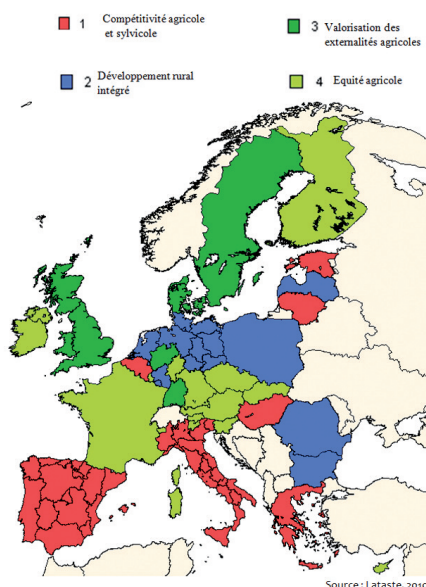 1 Compétitivité agricole
et sylvicole
3 Valorisation des
externalités agricoles
2 Développement rural
intégré
4 Equité agricole
Source : Lataste, 2010